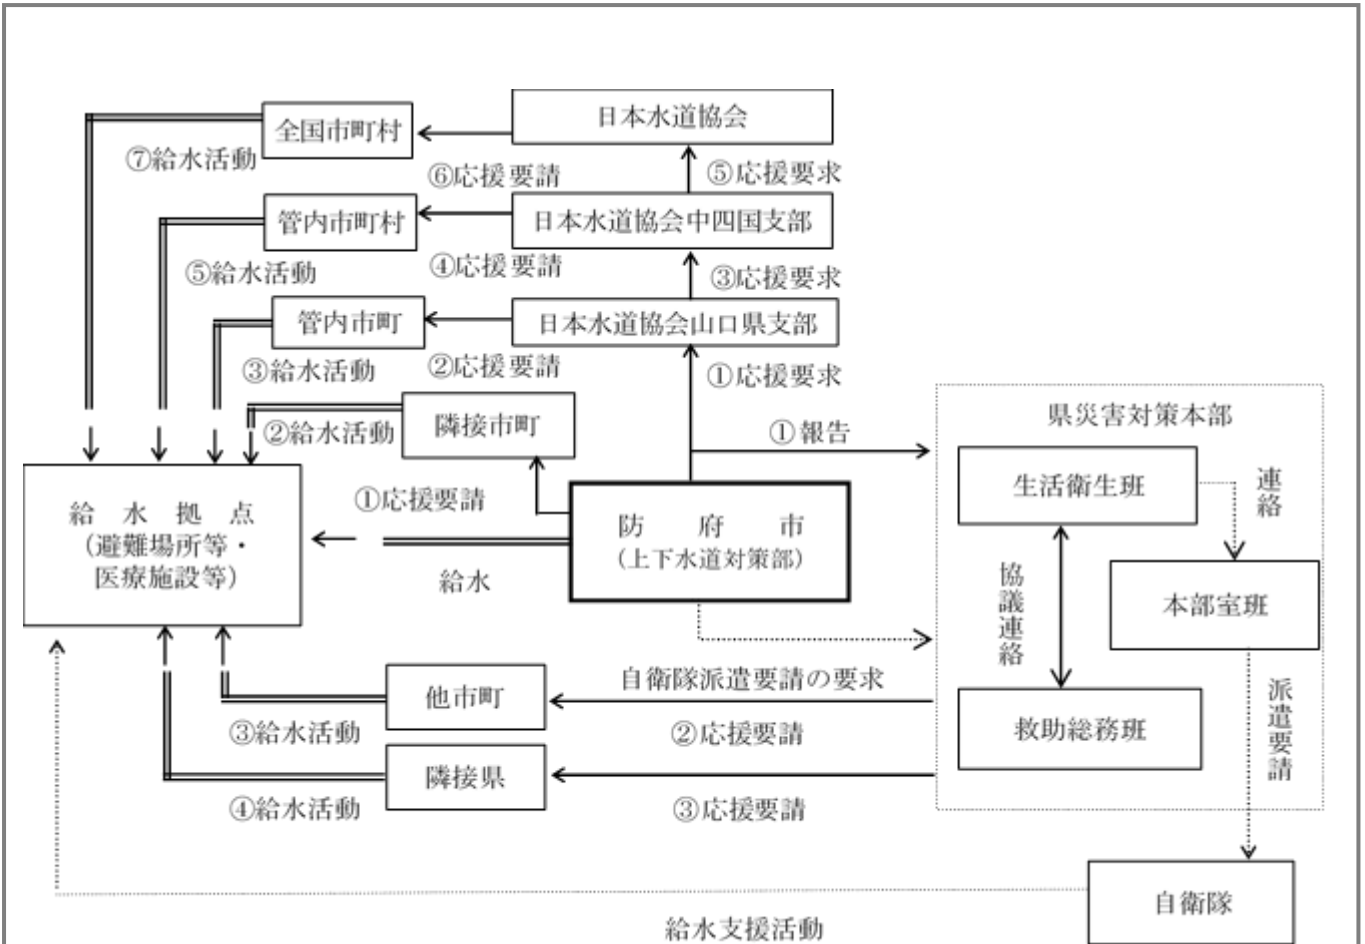 日本水道協会
全国市町村
⑦給水活動
⑥応援要請
⑤応援要求
管内市町村
日本水道協会中四国支部
⑤給水活動
④応援要請
③応援要求
管内市町
日本水道協会山口県支部
③給水活動
②応援要請
①応援要求
隣接市町
②給水活動
①報告
県災害対策本部
生活衛生班
連絡
①応援要請
給水拠点
(避難場所等・
医療施設等)
防府市
(上下水道対策部)
給水
協議連絡
本部室班
自衛隊派遣要請の要求
他市町
③給水活動
②応援要請
救助総務班
派遣要請
隣接県
④給水活動
③応援要請
自衛隊
給水支援活動